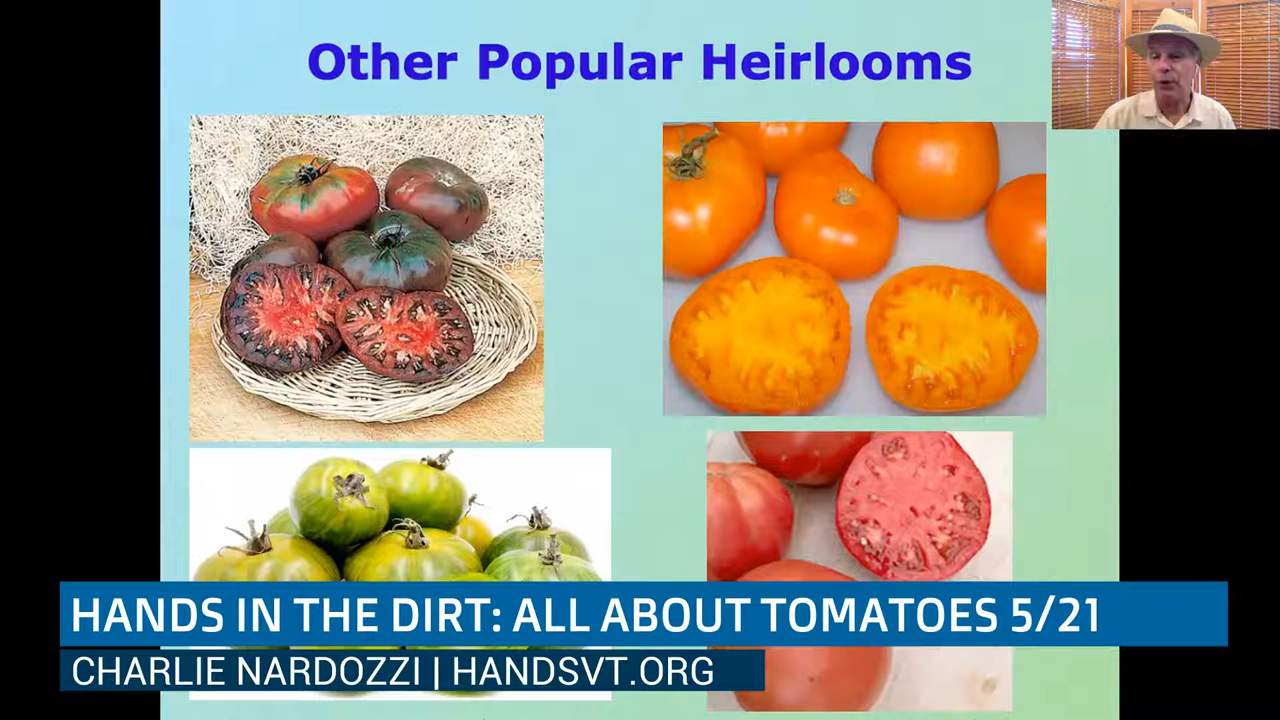 Other Popular Heirlooms
HANDS IN THE DIRT: ALL ABOUT TOMATOES 5/21
CHARLIE NARDOZZI | HANDSVT.ORG